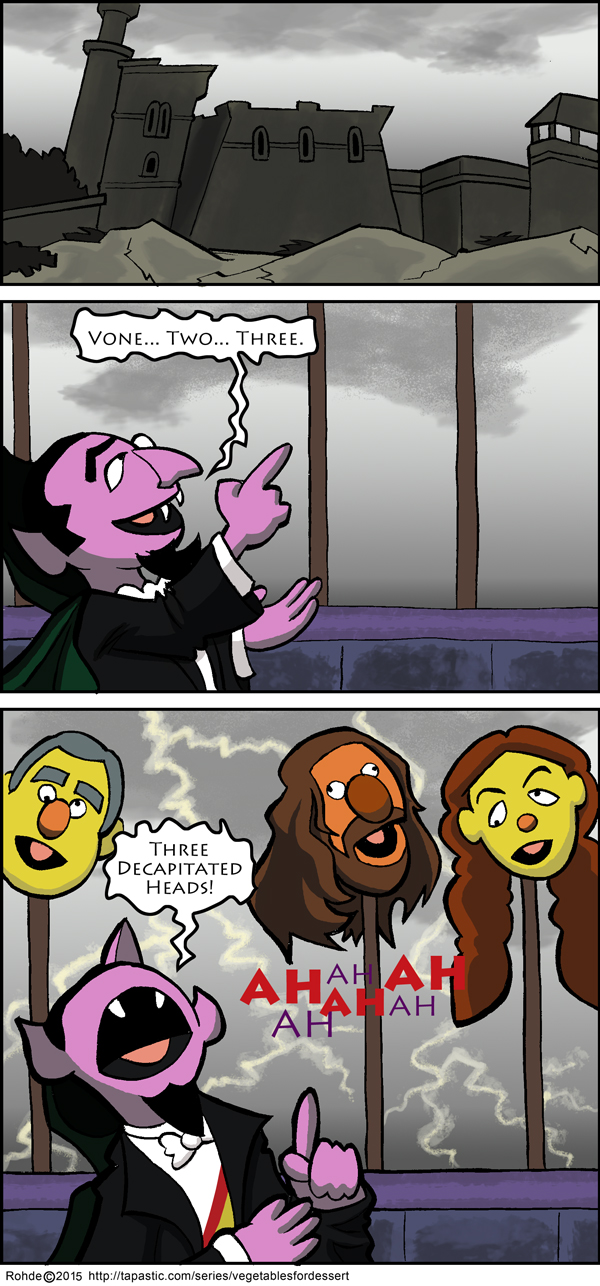 Vone... Two... Three.
Three
Decapitated
Heads!
AH AH AH
AH AH AH
Rohde©2015 http://tapastic.com/series/vegetablesfordessert